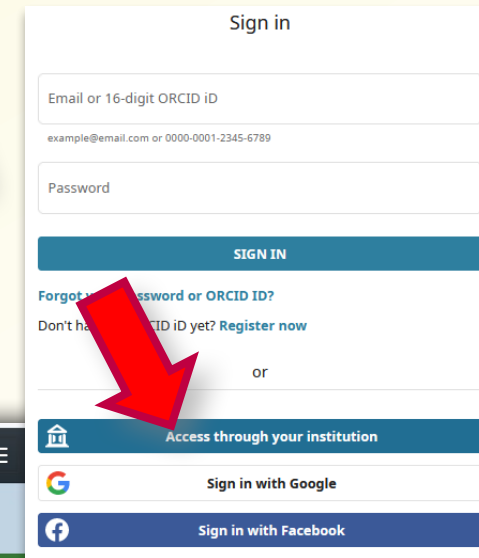 Sign in
Email or 16-digit ORCID iD
example@email.com or 0000-0001-2345-6789
Password
SIGN IN
Forgot password or ORCID ID?
Don't iD yet? Register now
or
Access through your institution
Sign in with Google
Sign in with Facebook